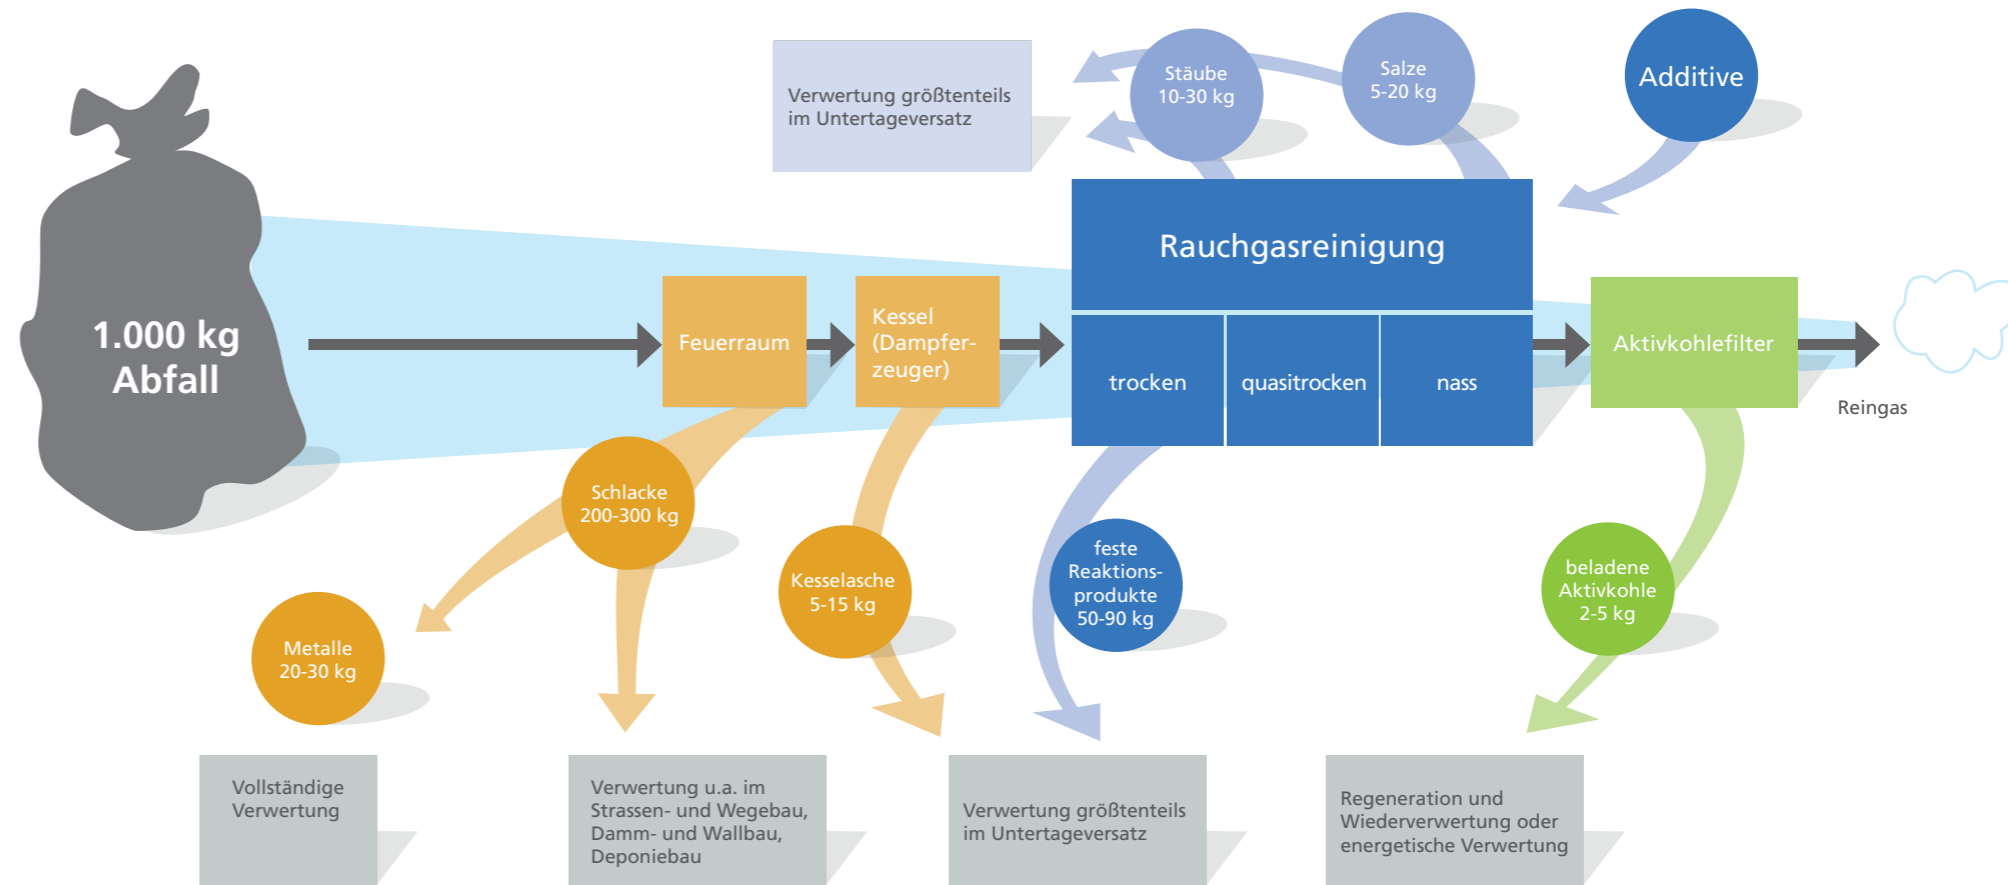 Verwertung größtenteils
im Untertageversatz
Stäube
10-30 kg
Salze
5-20 kg
Additive
1.000 kg
Abfall
Feuerraum
Kessel
(Dampfer-
zeuger)
Rauchgasreinigung
trocken
quasitrocken
nass
Aktivkohlefilter
Reingas
Schlacke
200-300 kg
Metalle
20-30 kg
Kesselasche
5-15 kg
feste
Reaktions-
produkte
50-90 kg
beladene
Aktivkohle
2-5 kg
Vollständige
Verwertung
Verwertung u.a. im
Strassen- und Wegebau,
Damm- und Wallbau,
Deponiebau
Verwertung größtenteils
im Untertageversatz
Regeneration und
Wiederverwertung oder
energetische Verwertung